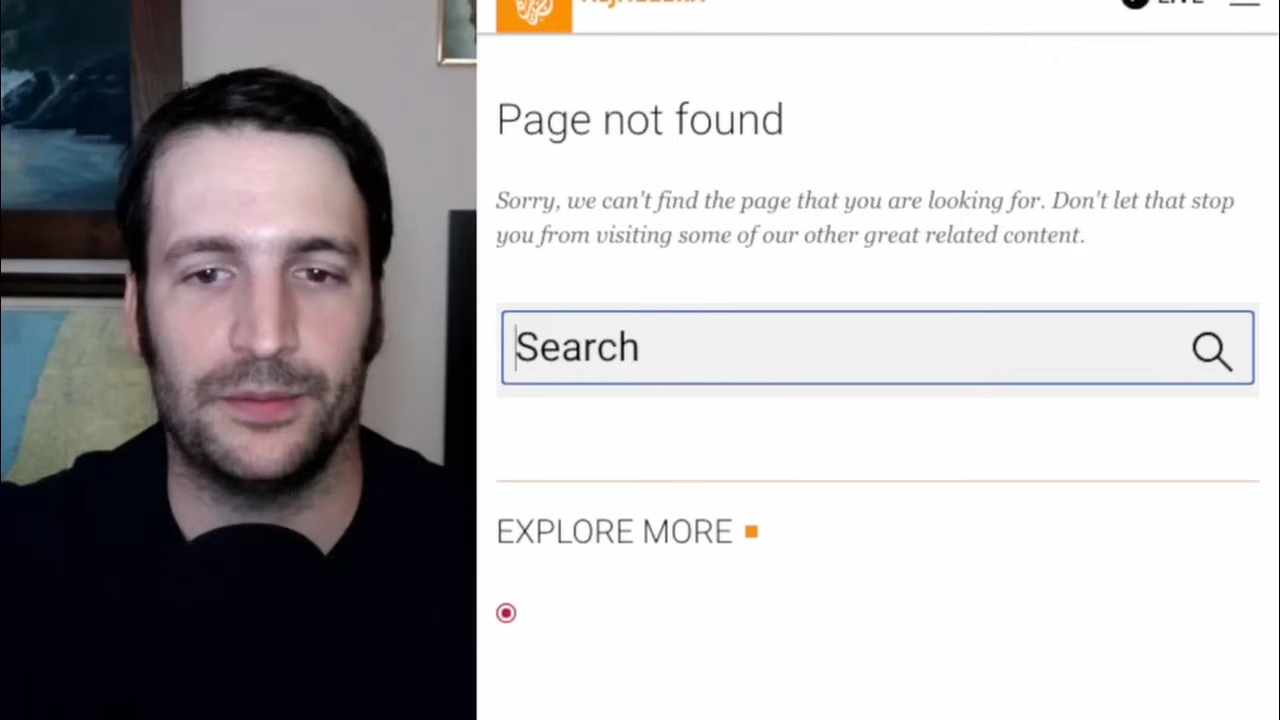 LIVE
Page not found
Sorry, we can't find the page that you are looking for. Don't let that stop
you from visiting some of our other great related content.
Search
EXPLORE MORE